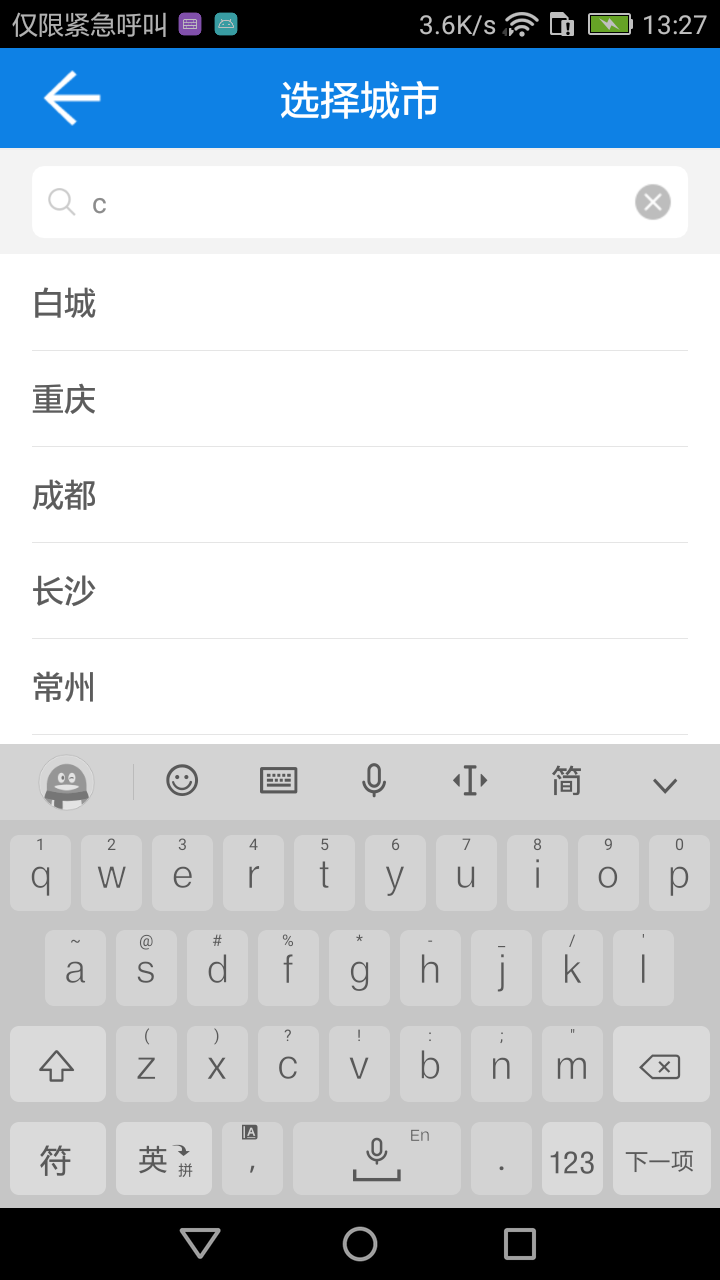 仅限紧急呼叫 3.6K/s 13:27
选择城市
c
白城
重庆
成都
长沙
常州
简
1 2 3 4 5 6 7 8 9 0
q w e r t y u i o p
~ @ # % * - _ / '
a s d f g h j k l
( ) ? ! : ; "
z x c v b n m
符 英 拼 A , En . 123 下一项